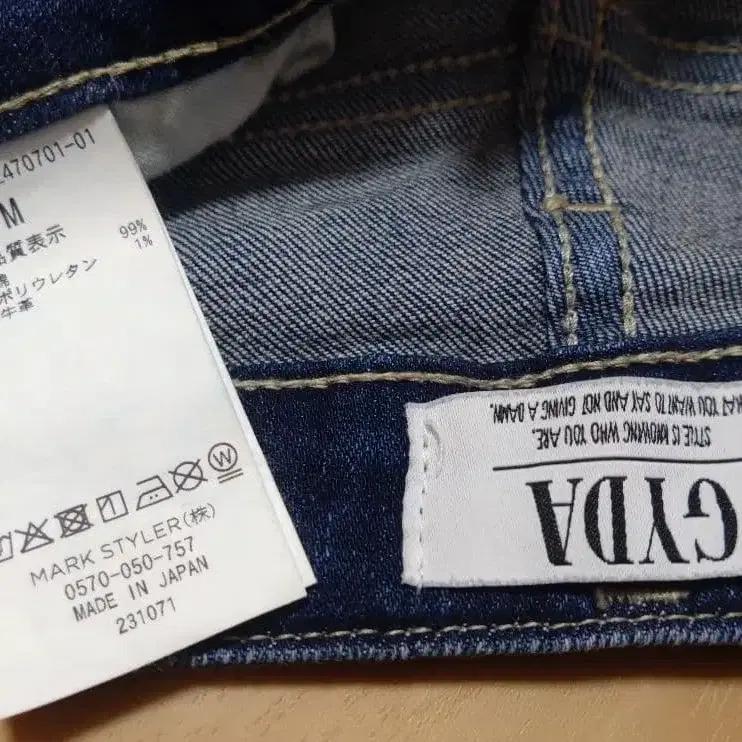 470701-01
M
品質表示
綿 99%
ポリウレタン 1%
牛革
MARK STYLER(株)
0570-050-757
MADE IN JAPAN
231071
GYDA
STYLE IS KNOWING WHO YOU ARE,
WHAT YOU WANT TO SAY AND NOT GIVING A DAMN.